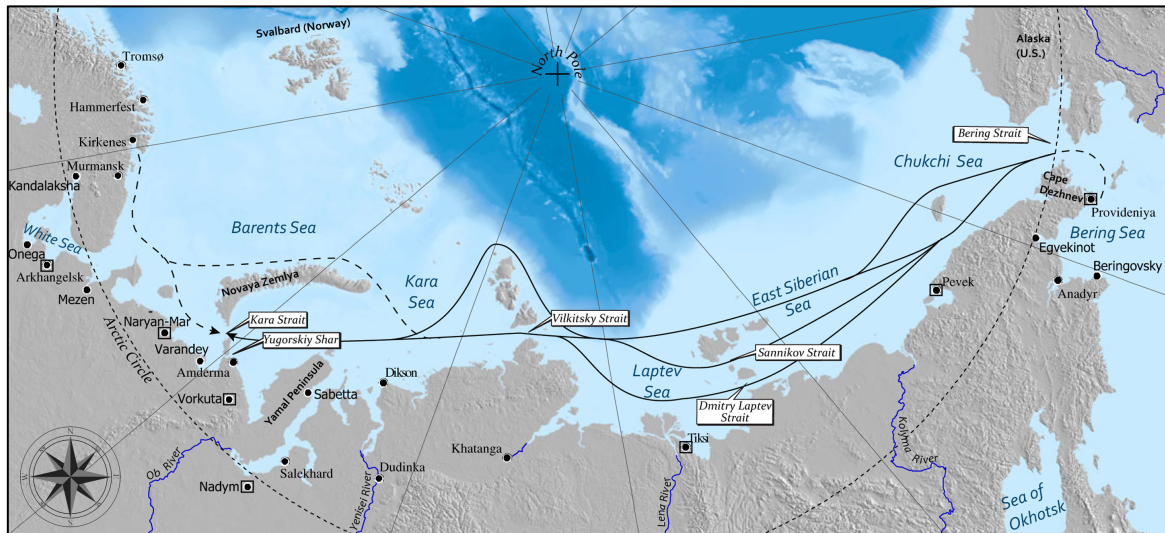 Svalbard (Norway)
North Pole
Alaska
(U.S.)
Tromsø
Hammerfest
Kirkenes
Murmansk
Kandalaksha
Bering Strait
Chukchi Sea
Cape
Dezhnev
Provideniya
Bering Sea
White Sea
Onega
Arkhangelsk
Mezen
Barents Sea
Novaya Zemlya
Kara
Sea
East Siberian
Sea
Egvekinot
Beringovsky
Anadyr
Pevek
Naryan-Mar
Varandey
Amderma
Vorkuta
Arctic Circle
Kara Strait
Yugorskiy Shar
Vilkitsky Strait
Sannikov Strait
Laptev
Sea
Dmitry Laptev
Strait
Yamal Peninsula
Sabetta
Dikson
Khatanga
Tiksi
Kolyma River
Ob River
Salekhard
Nadym
Yenisei River
Dudinka
Lena River
Sea of
Okhotsk
N
E
S
W